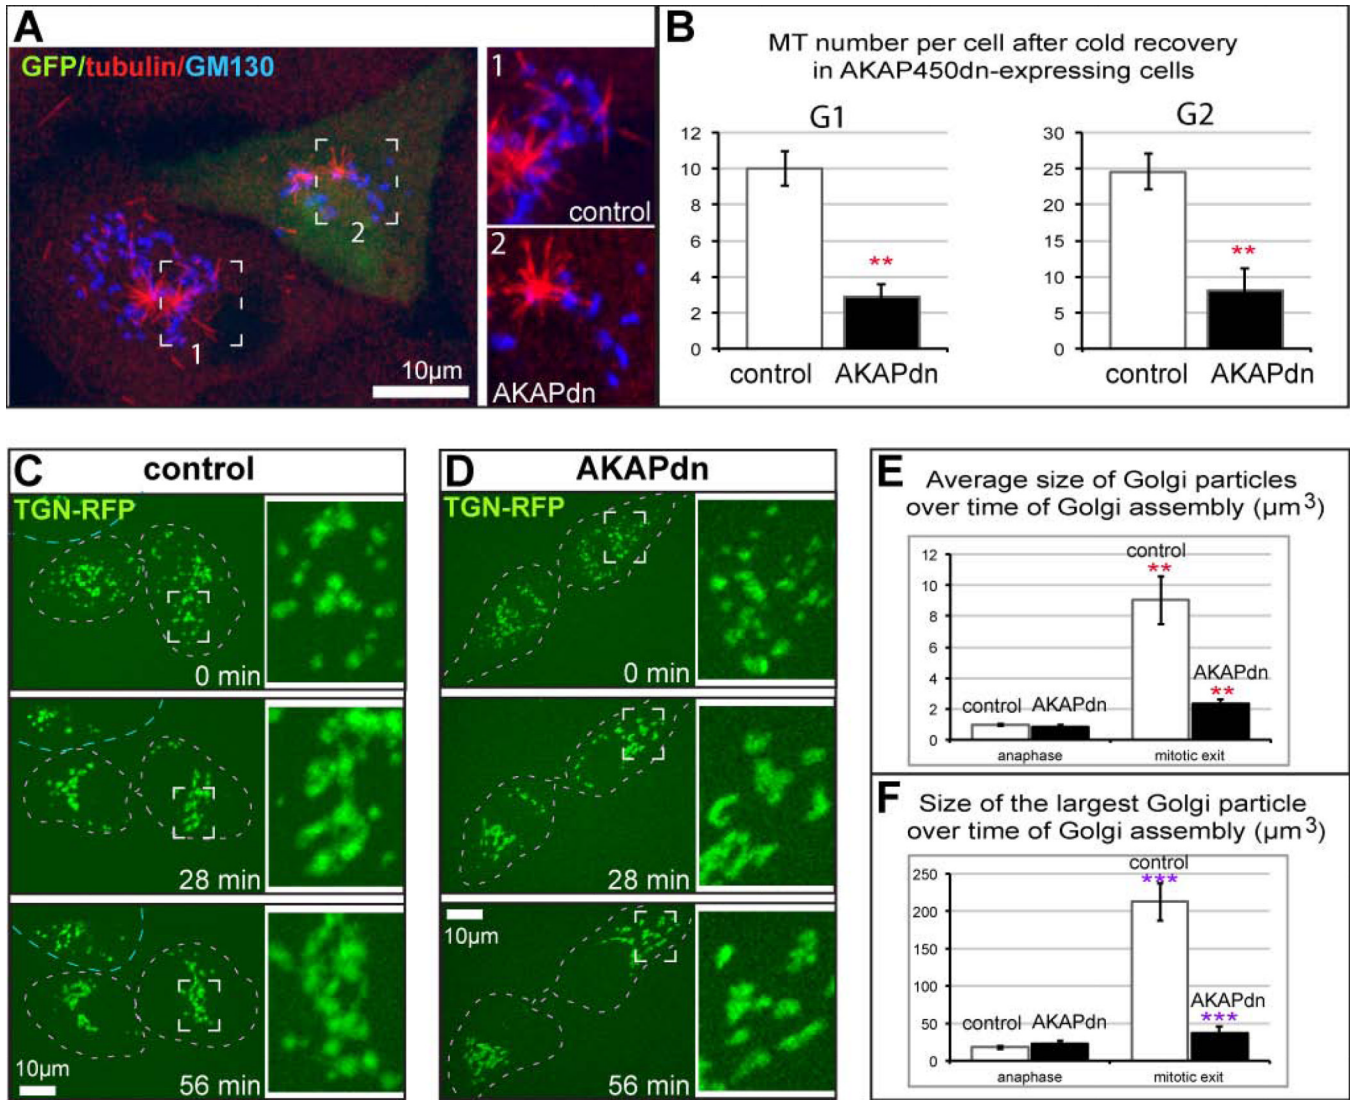 A
GFP/tubulin/GM130
1
2
10µm
1
control
2
AKAPdn
B
MT number per cell after cold recovery
in AKAP450dn-expressing cells
G1
12
10
8
6
4
2
0
**
control
AKAPdn
G2
30
25
20
15
10
5
0
**
control
AKAPdn
C
control
TGN-RFP
0 min
28 min
10µm
56 min
D
AKAPdn
TGN-RFP
0 min
28 min
10µm
56 min
E
Average size of Golgi particles
over time of Golgi assembly (µm³)
12
10
8
6
4
2
0
control
AKAPdn
control
**
AKAPdn
**
anaphase
mitotic exit
F
Size of the largest Golgi particle
over time of Golgi assembly (µm³)
250
200
150
100
50
0
control
AKAPdn
control
***
AKAPdn
***
anaphase
mitotic exit